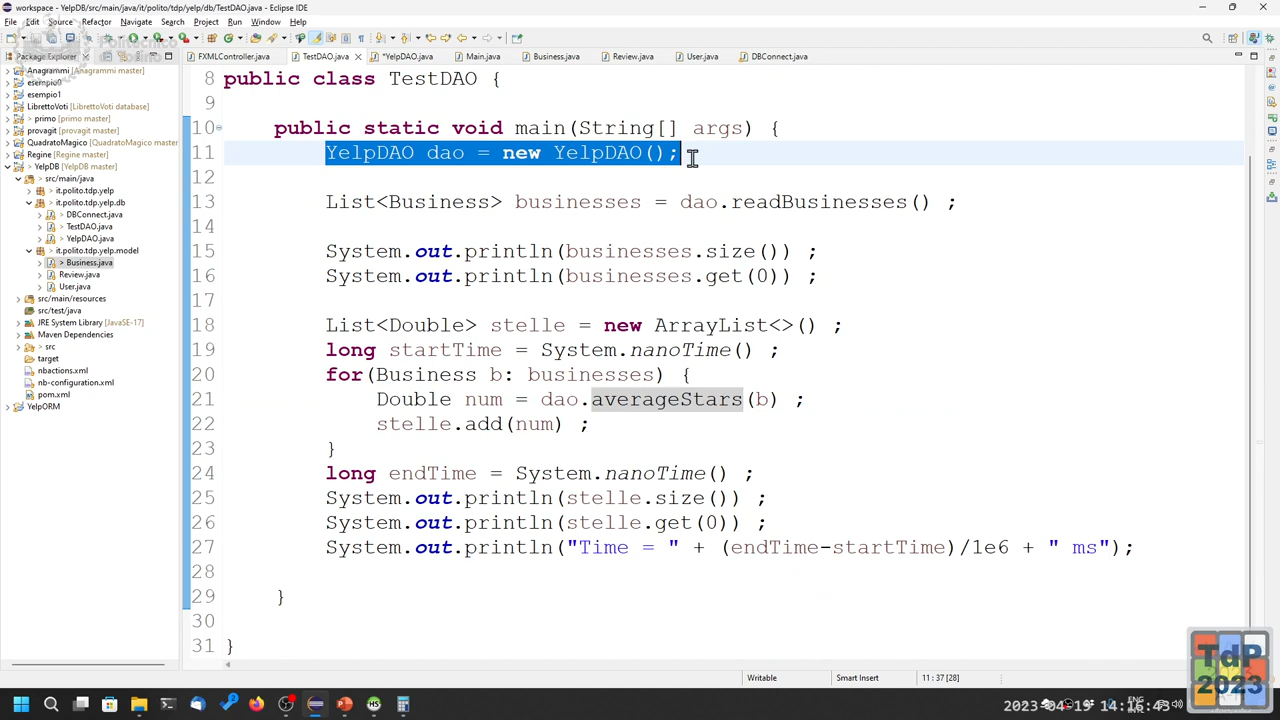 workspace - YelpDB/src/main/java/it/polito/tdp/yelp/db/TestDAO.java - Eclipse IDE
File Edit Source Refactor Navigate Search Project Run Window Help
Politecnico
Package Explorer
FXMLController.java TestDAO.java *YelpDAO.java Main.java Business.java Review.java User.java DBConnect.java
Anagrammi [Anagrammi master]
esempio0
esempio1
LibrettoVoti [LibrettoVoti database]
primo [primo master]
provagit [provagit master]
QuadratoMagico [QuadratoMagico master]
Regine [Regine master]
YelpDB [YelpDB master]
src/main/java
it.polito.tdp.yelp
it.polito.tdp.yelp.db
DBConnect.java
TestDAO.java
YelpDAO.java
it.polito.tdp.yelp.model
Business.java
Review.java
User.java
src/main/resources
src/test/java
JRE System Library [JavaSE-17]
Maven Dependencies
src
target
nbactions.xml
nb-configuration.xml
pom.xml
YelpORM
8 public class TestDAO {
9
10 public static void main(String[] args) {
11 YelpDAO dao = new YelpDAO();
12
13 List<Business> businesses = dao.readBusinesses() ;
14
15 System.out.println(businesses.size()) ;
16 System.out.println(businesses.get(0)) ;
17
18 List<Double> stelle = new ArrayList<>() ;
19 long startTime = System.nanoTime() ;
20 for(Business b: businesses) {
21 Double num = dao.averageStars(b) ;
22 stelle.add(num) ;
23 }
24 long endTime = System.nanoTime() ;
25 System.out.println(stelle.size()) ;
26 System.out.println(stelle.get(0)) ;
27 System.out.println("Time = " + (endTime-startTime)/1e6 + " ms");
28
29 }
30
31 }
Writable Smart Insert 11 : 37 [28]
TdP
2023
2023-04-19 14:16:43